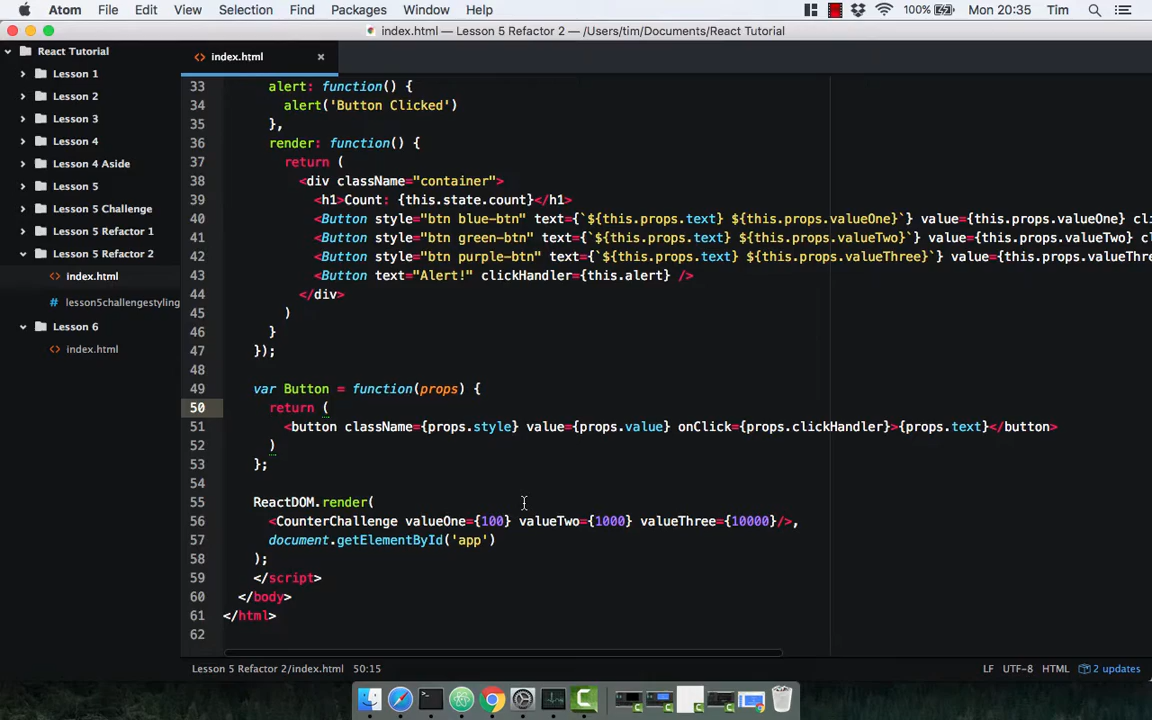 Atom File Edit View Selection Find Packages Window Help 100% Mon 20:35 Tim
index.html — Lesson 5 Refactor 2 — /Users/tim/Documents/React Tutorial
React Tutorial
Lesson 1
Lesson 2
Lesson 3
Lesson 4
Lesson 4 Aside
Lesson 5
Lesson 5 Challenge
Lesson 5 Refactor 1
Lesson 5 Refactor 2
index.html
lesson5challengestyling
Lesson 6
index.html
index.html
33 alert: function() {
34 alert('Button Clicked')
35 },
36 render: function() {
37 return (
38 <div className="container">
39 <h1>Count: {this.state.count}</h1>
40 <Button style="btn blue-btn" text={`${this.props.text} ${this.props.valueOne}`} value={this.props.valueOne} cl
41 <Button style="btn green-btn" text={`${this.props.text} ${this.props.valueTwo}`} value={this.props.valueTwo} c
42 <Button style="btn purple-btn" text={`${this.props.text} ${this.props.valueThree}`} value={this.props.valueThre
43 <Button text="Alert!" clickHandler={this.alert} />
44 </div>
45 )
46 }
47 });
48
49 var Button = function(props) {
50 return (
51 <button className={props.style} value={props.value} onClick={props.clickHandler}>{props.text}</button>
52 )
53 };
54
55 ReactDOM.render(
56 <CounterChallenge valueOne={100} valueTwo={1000} valueThree={10000}/>,
57 document.getElementById('app')
58 );
59 </script>
60 </body>
61 </html>
62
Lesson 5 Refactor 2/index.html 50:15 LF UTF-8 HTML 2 updates